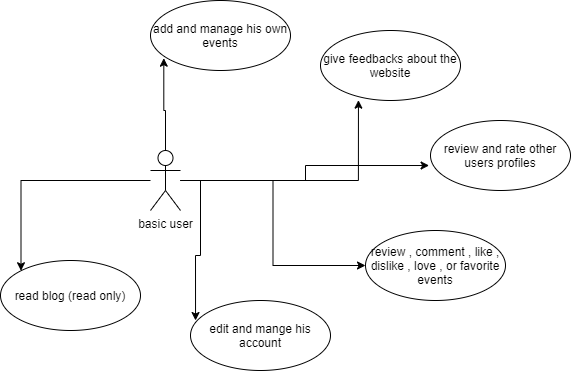 add and manage his own
events
give feedbacks about the
website
review and rate other
users profiles
basic user
review , comment , like ,
dislike , love , or favorite
events
read blog (read only)
edit and mange his
account